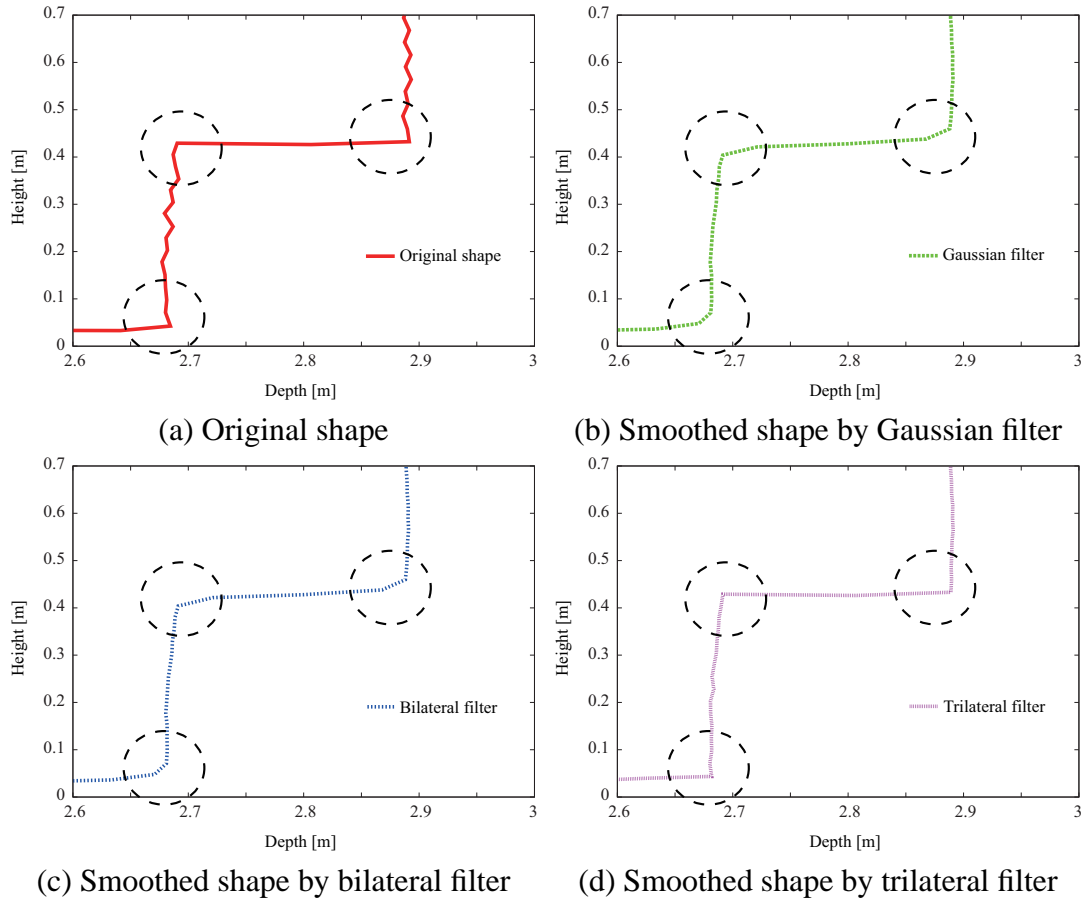 0.7
0.6
0.5
0.4
0.3
0.2
0.1
0
Height [m]
Original shape
2.6 2.7 2.8 2.9 3
Depth [m]
(a) Original shape
0.7
0.6
0.5
0.4
0.3
0.2
0.1
0
Height [m]
Gaussian filter
2.6 2.7 2.8 2.9 3
Depth [m]
(b) Smoothed shape by Gaussian filter
0.7
0.6
0.5
0.4
0.3
0.2
0.1
0
Height [m]
Bilateral filter
2.6 2.7 2.8 2.9 3
Depth [m]
(c) Smoothed shape by bilateral filter
0.7
0.6
0.5
0.4
0.3
0.2
0.1
0
Height [m]
Trilateral filter
2.6 2.7 2.8 2.9 3
Depth [m]
(d) Smoothed shape by trilateral filter